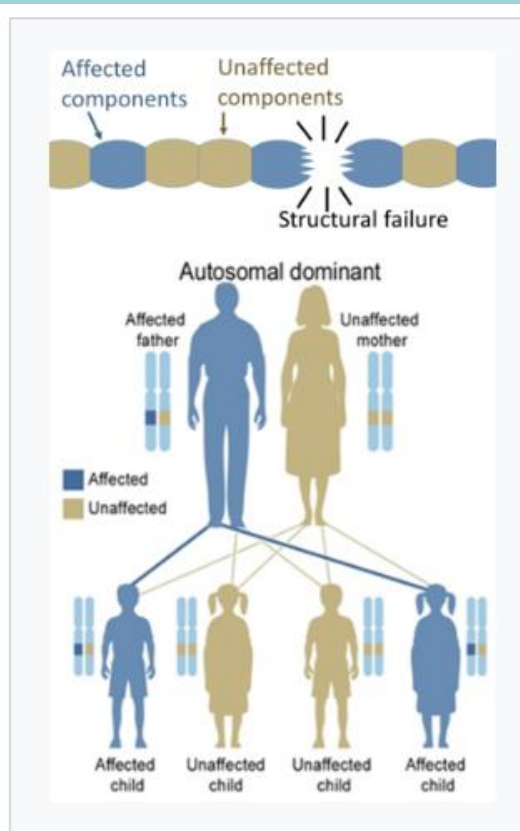 Affected
components
Unaffected
components
Structural failure
Autosomal dominant
Affected
father
Unaffected
mother
Affected
Unaffected
Affected
child
Unaffected
child
Unaffected
child
Affected
child